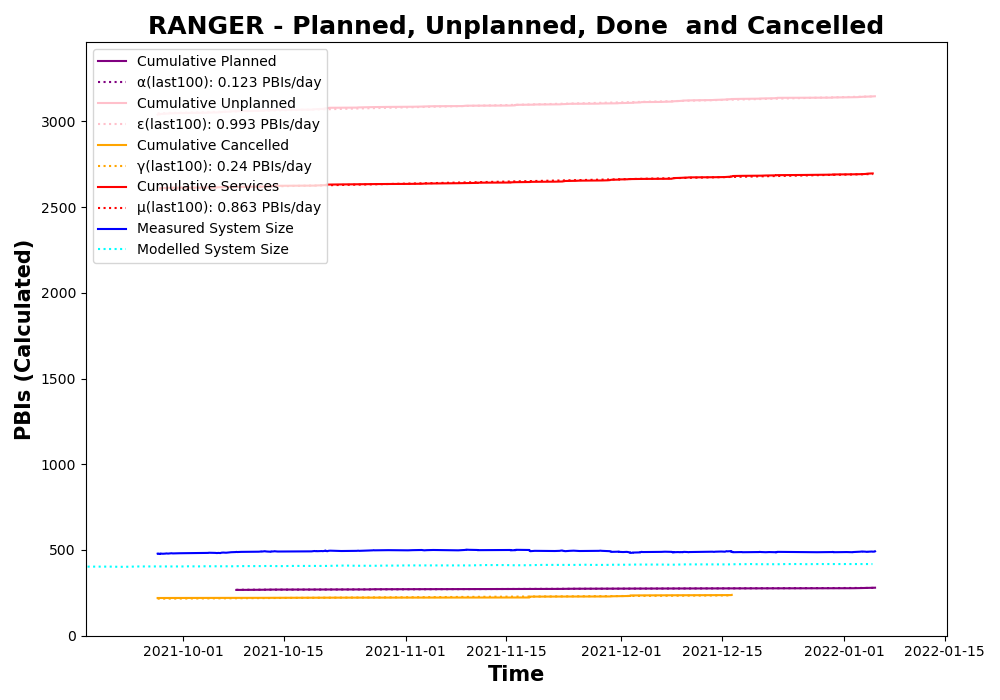 RANGER - Planned, Unplanned, Done  and Cancelled
Cumulative Planned
α(last100): 0.123 PBIs/day
Cumulative Unplanned
ε(last100): 0.993 PBIs/day
Cumulative Cancelled
γ(last100): 0.24 PBIs/day
Cumulative Services
μ(last100): 0.863 PBIs/day
Measured System Size
Modelled System Size
PBIs (Calculated)
3000
2500
2000
1500
1000
500
0
2021-10-01
2021-10-15
2021-11-01
2021-11-15
2021-12-01
2021-12-15
2022-01-01
2022-01-15
Time